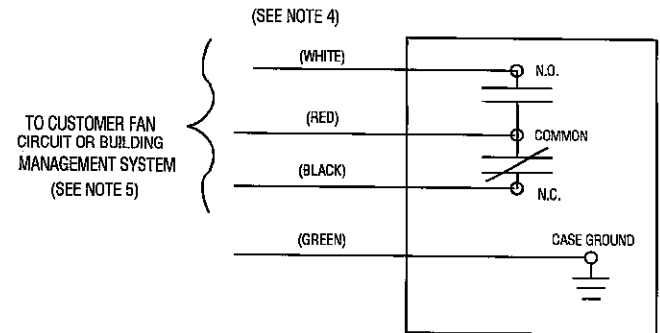 (SEE NOTE 4)
(WHITE)
N.O.
TO CUSTOMER FAN
CIRCUIT OR BUILDING
MANAGEMENT SYSTEM
(SEE NOTE 5)
(RED)
COMMON
(BLACK)
N.C.
(GREEN)
CASE GROUND